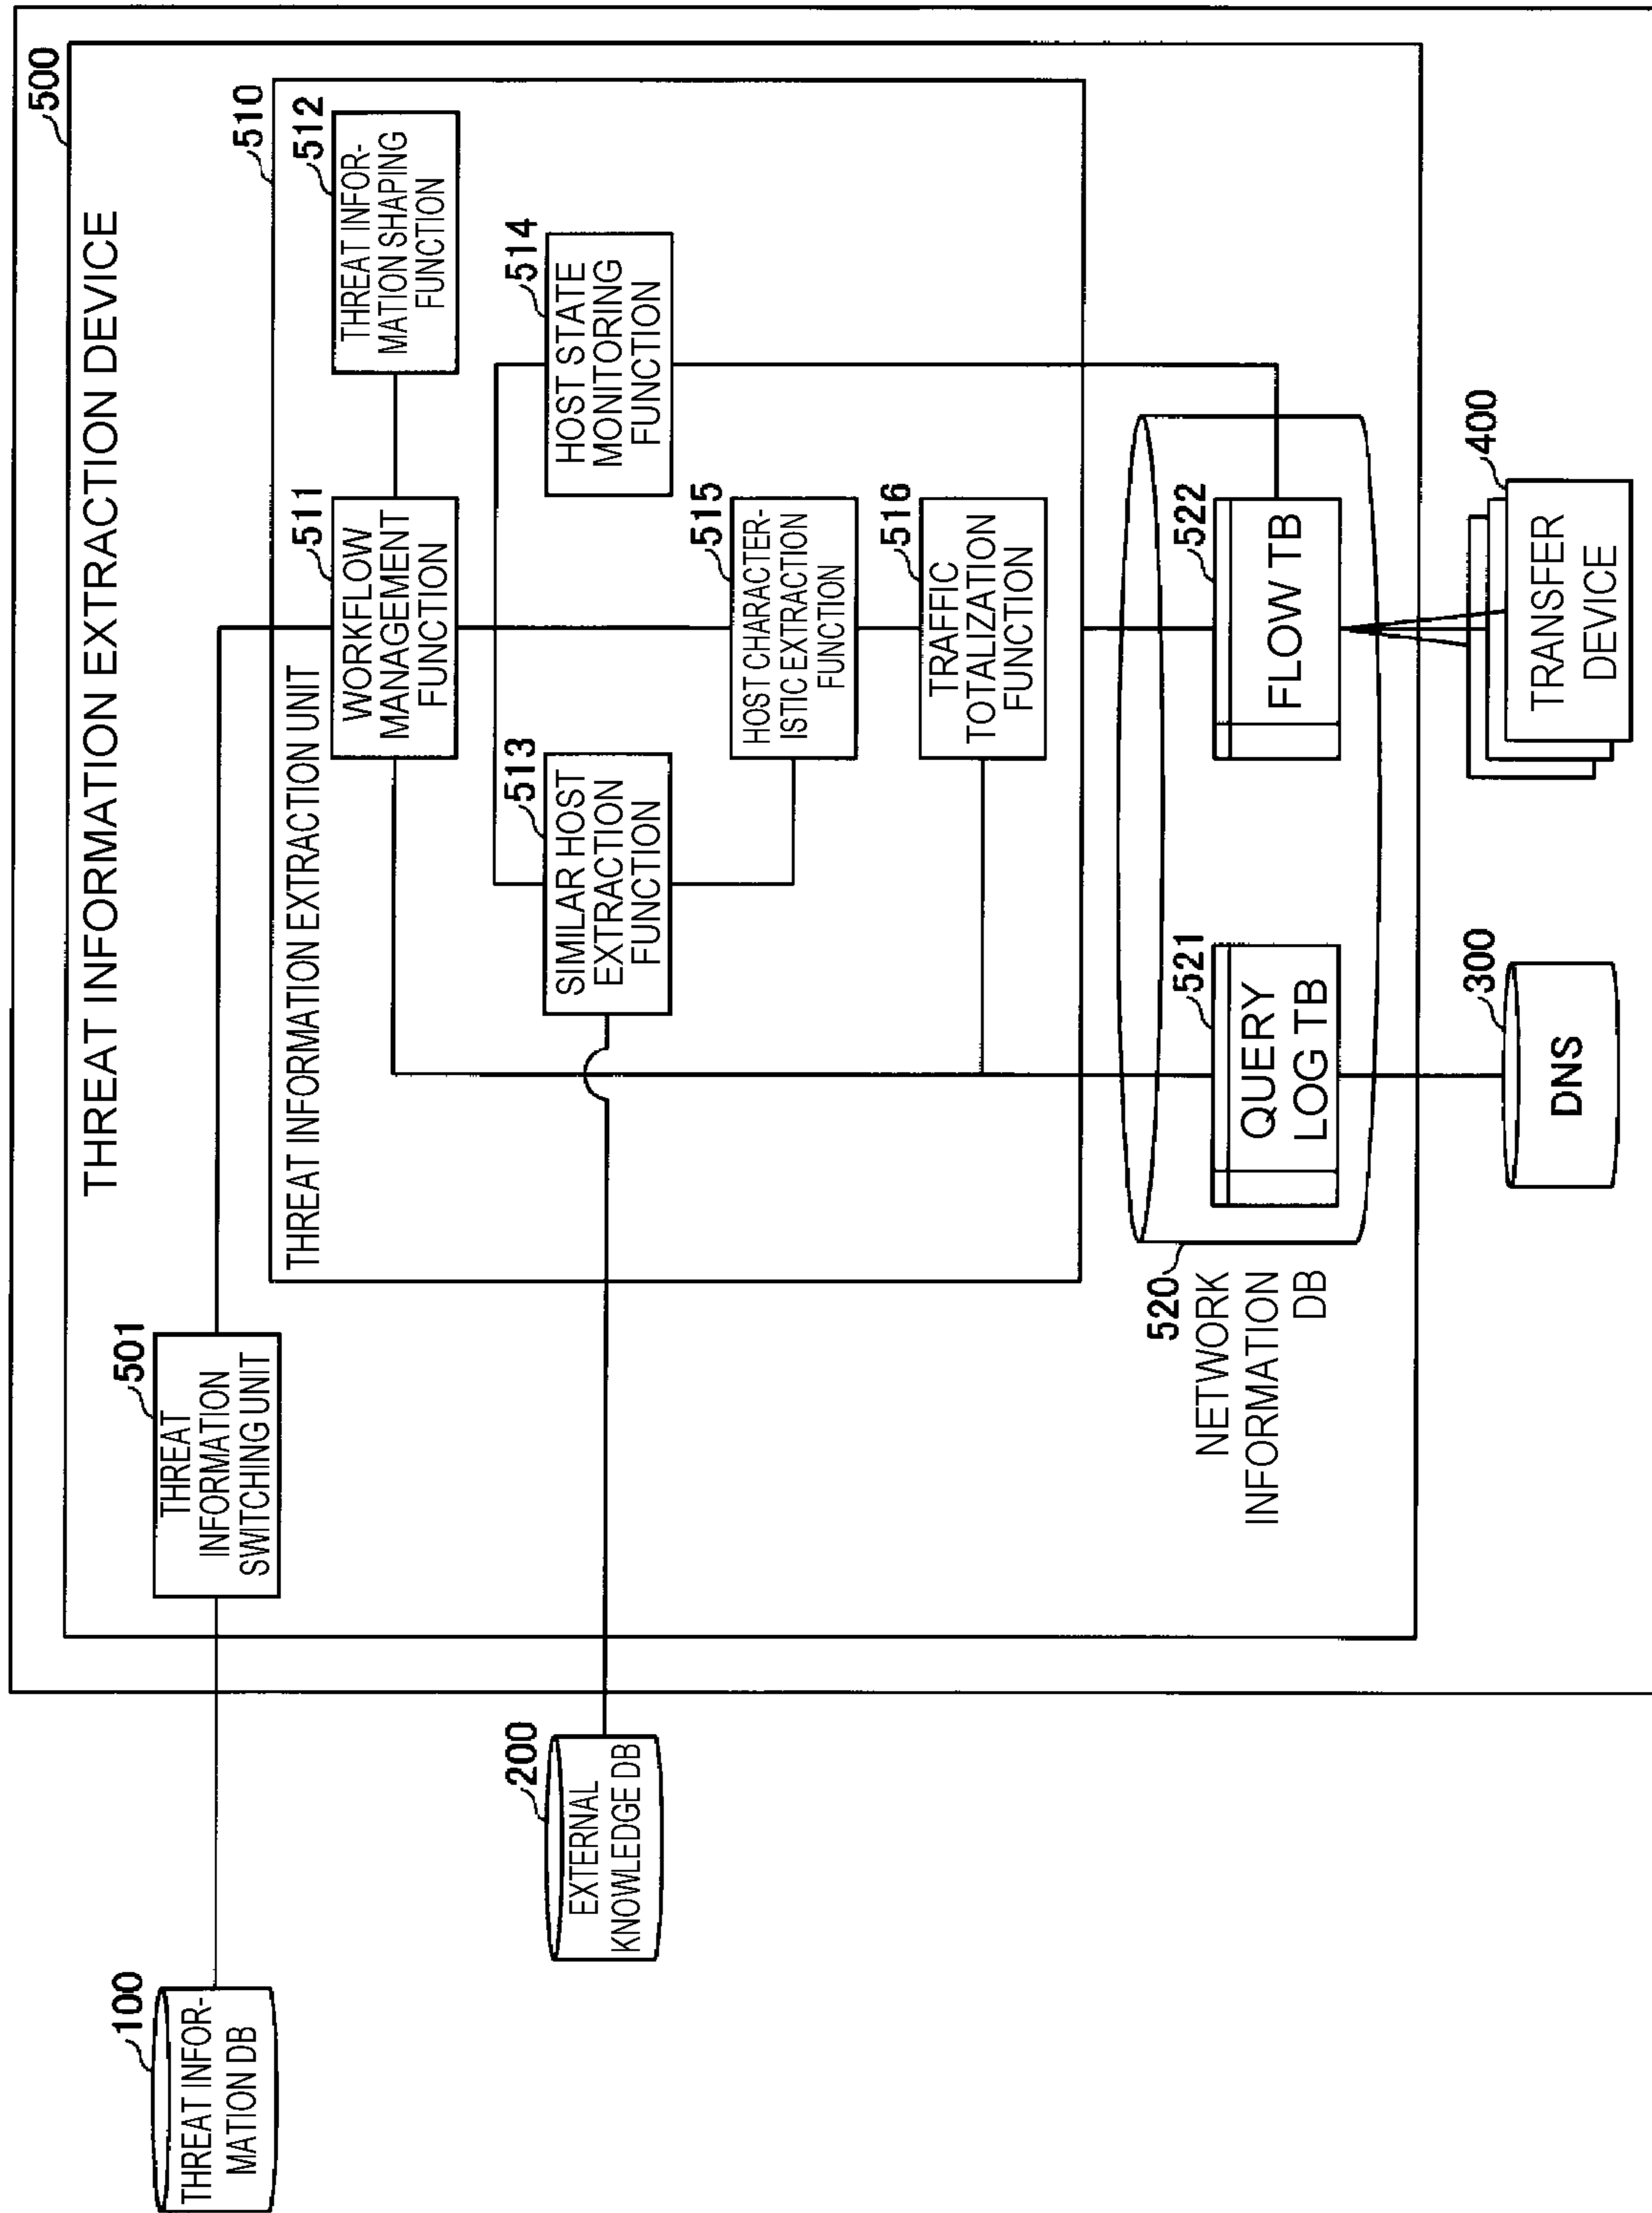 500
THREAT INFORMATION EXTRACTION DEVICE
100
THREAT INFOR-
MATION DB
501
THREAT
INFORMATION
SWITCHING UNIT
510
THREAT INFORMATION EXTRACTION UNIT
511
WORKFLOW
MANAGEMENT
FUNCTION
512
THREAT INFOR-
MATION SHAPING
FUNCTION
200
EXTERNAL
KNOWLEDGE DB
513
SIMILAR HOST
EXTRACTION
FUNCTION
514
HOST STATE
MONITORING
FUNCTION
515
HOST CHARACTER-
ISTIC EXTRACTION
FUNCTION
516
TRAFFIC
TOTALIZATION
FUNCTION
520
NETWORK
INFORMATION
DB
521
QUERY
LOG TB
522
FLOW TB
300
DNS
400
TRANSFER
DEVICE